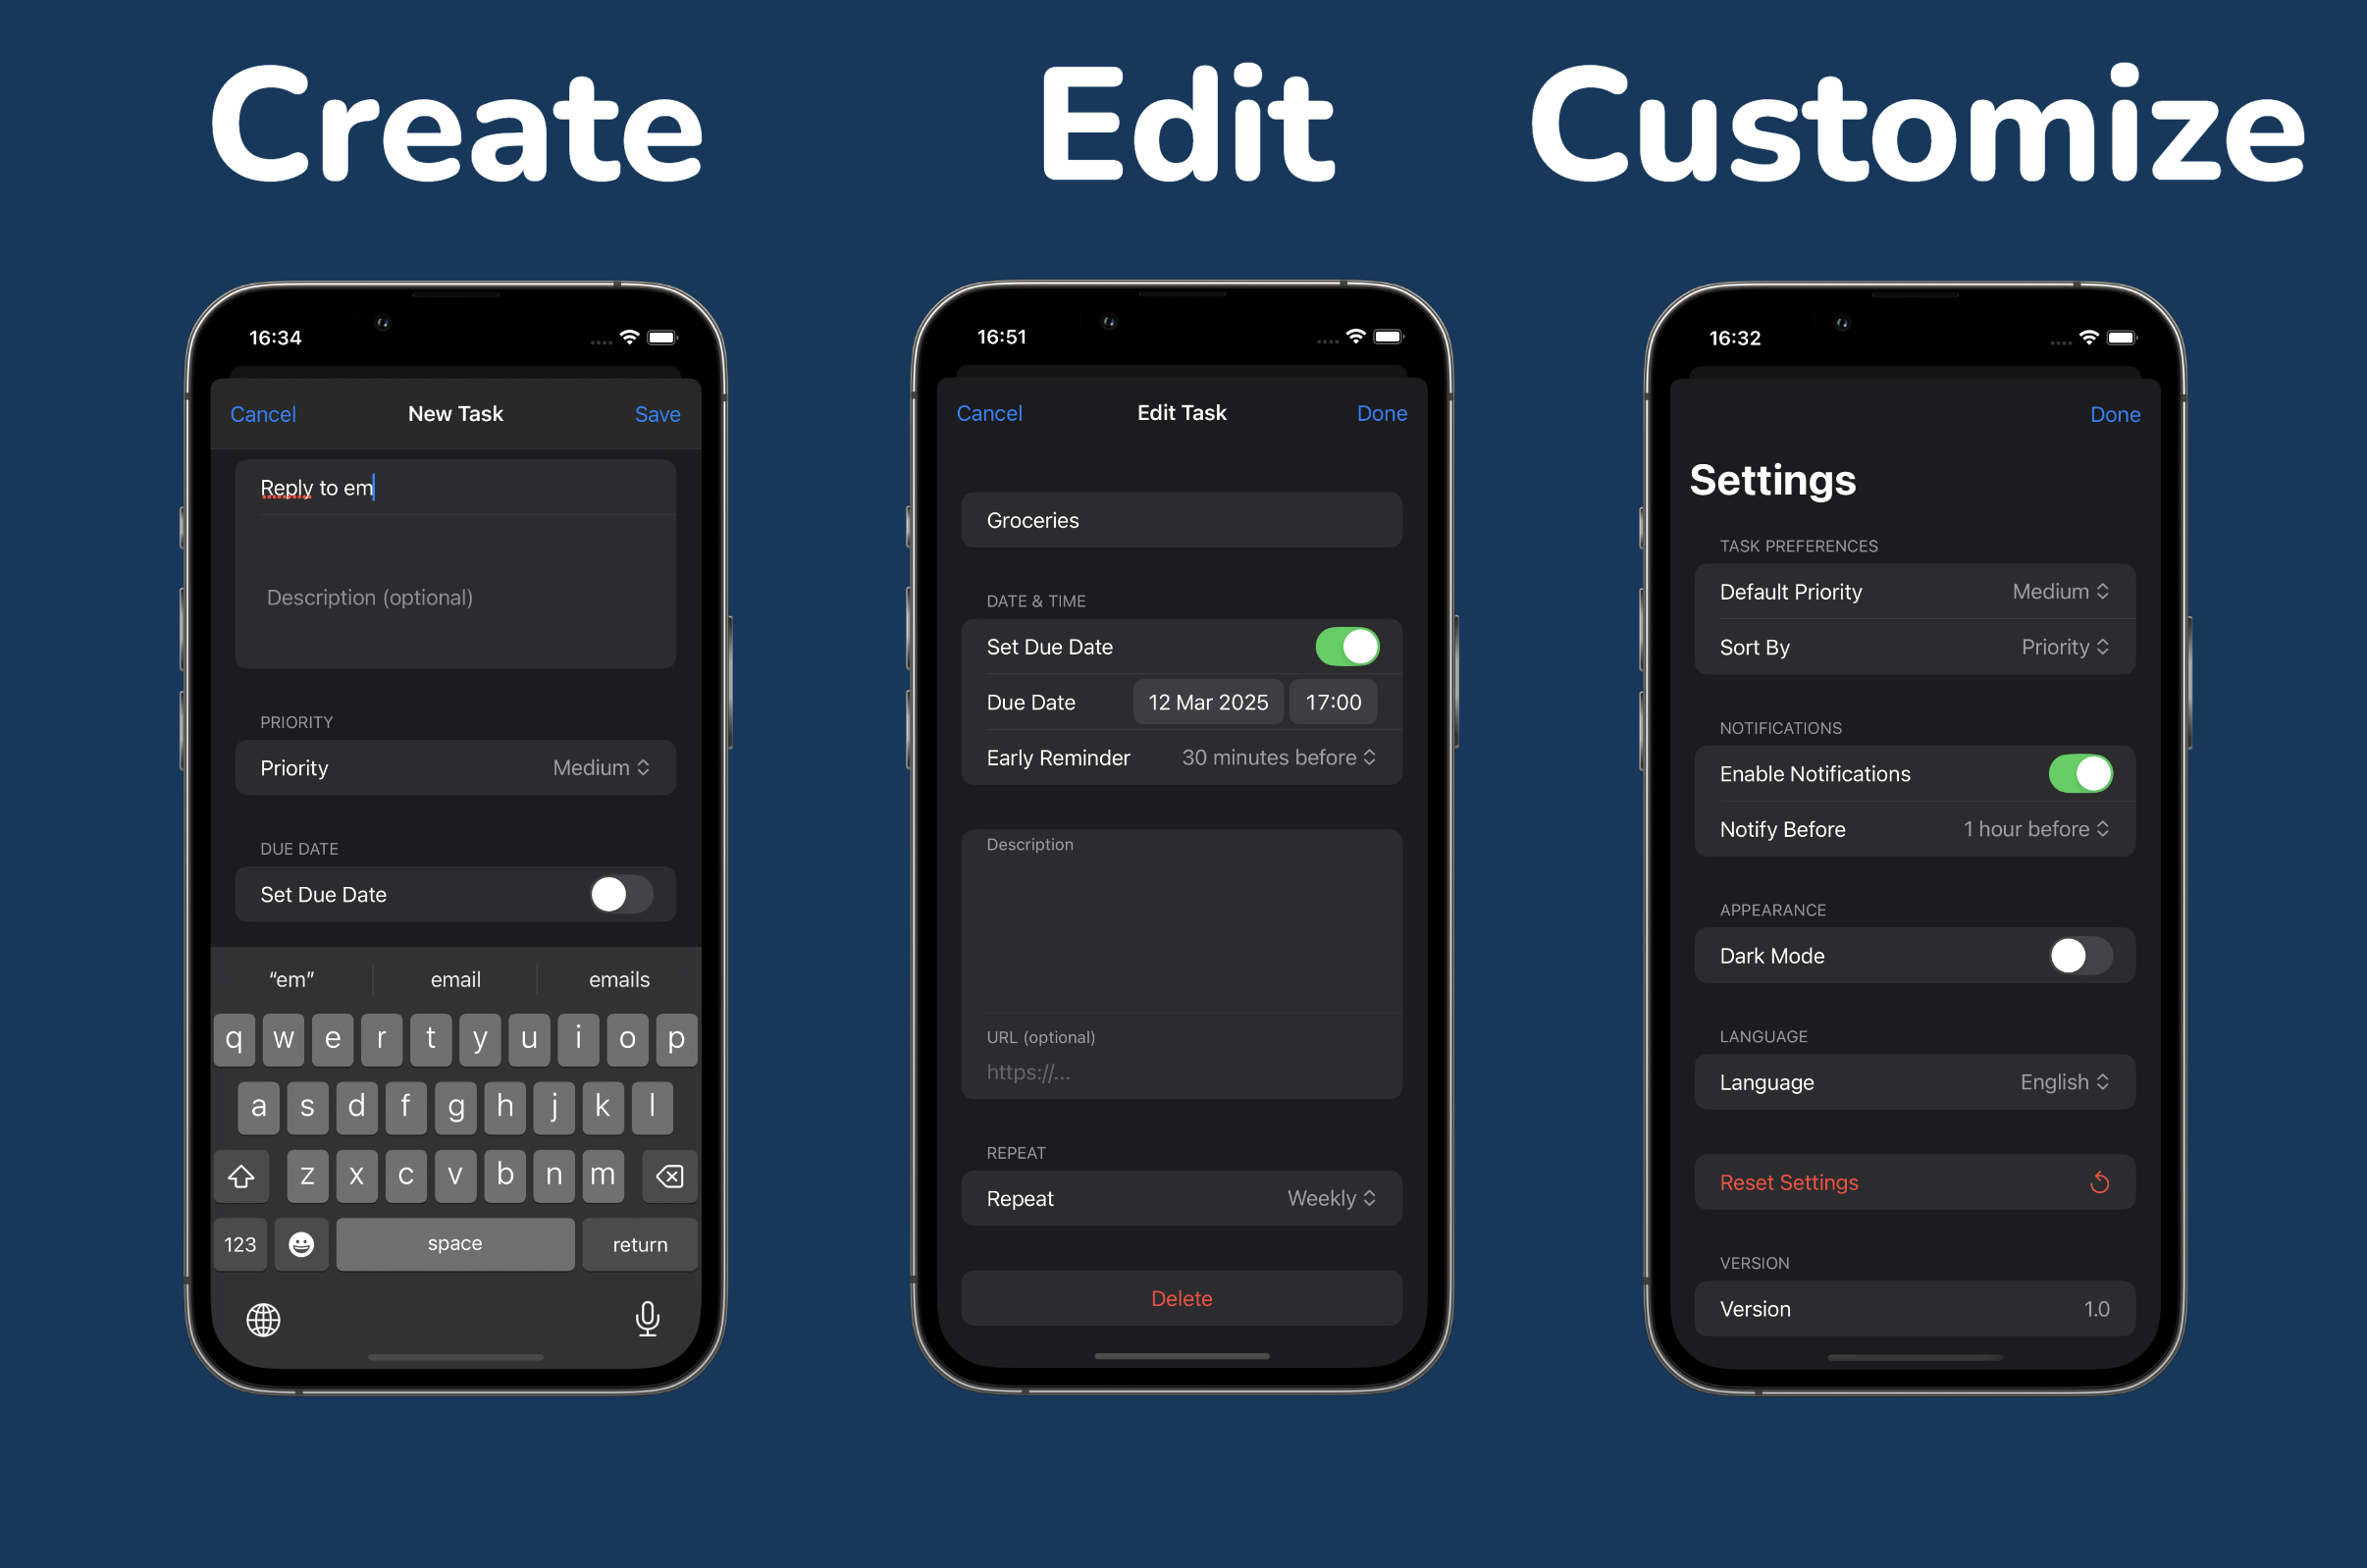 Create
Edit
Customize
16:34
Cancel New Task Save
Reply to em
Description (optional)
PRIORITY
Priority Medium
DUE DATE
Set Due Date
“em” email emails
q w e r t y u i o p
a s d f g h j k l
z x c v b n m
123 space return
16:51
Cancel Edit Task Done
Groceries
DATE & TIME
Set Due Date
Due Date 12 Mar 2025 17:00
Early Reminder 30 minutes before
Description
URL (optional)
https://...
REPEAT
Repeat Weekly
Delete
16:32
Done
Settings
TASK PREFERENCES
Default Priority Medium
Sort By Priority
NOTIFICATIONS
Enable Notifications
Notify Before 1 hour before
APPEARANCE
Dark Mode
LANGUAGE
Language English
Reset Settings
VERSION
Version 1.0